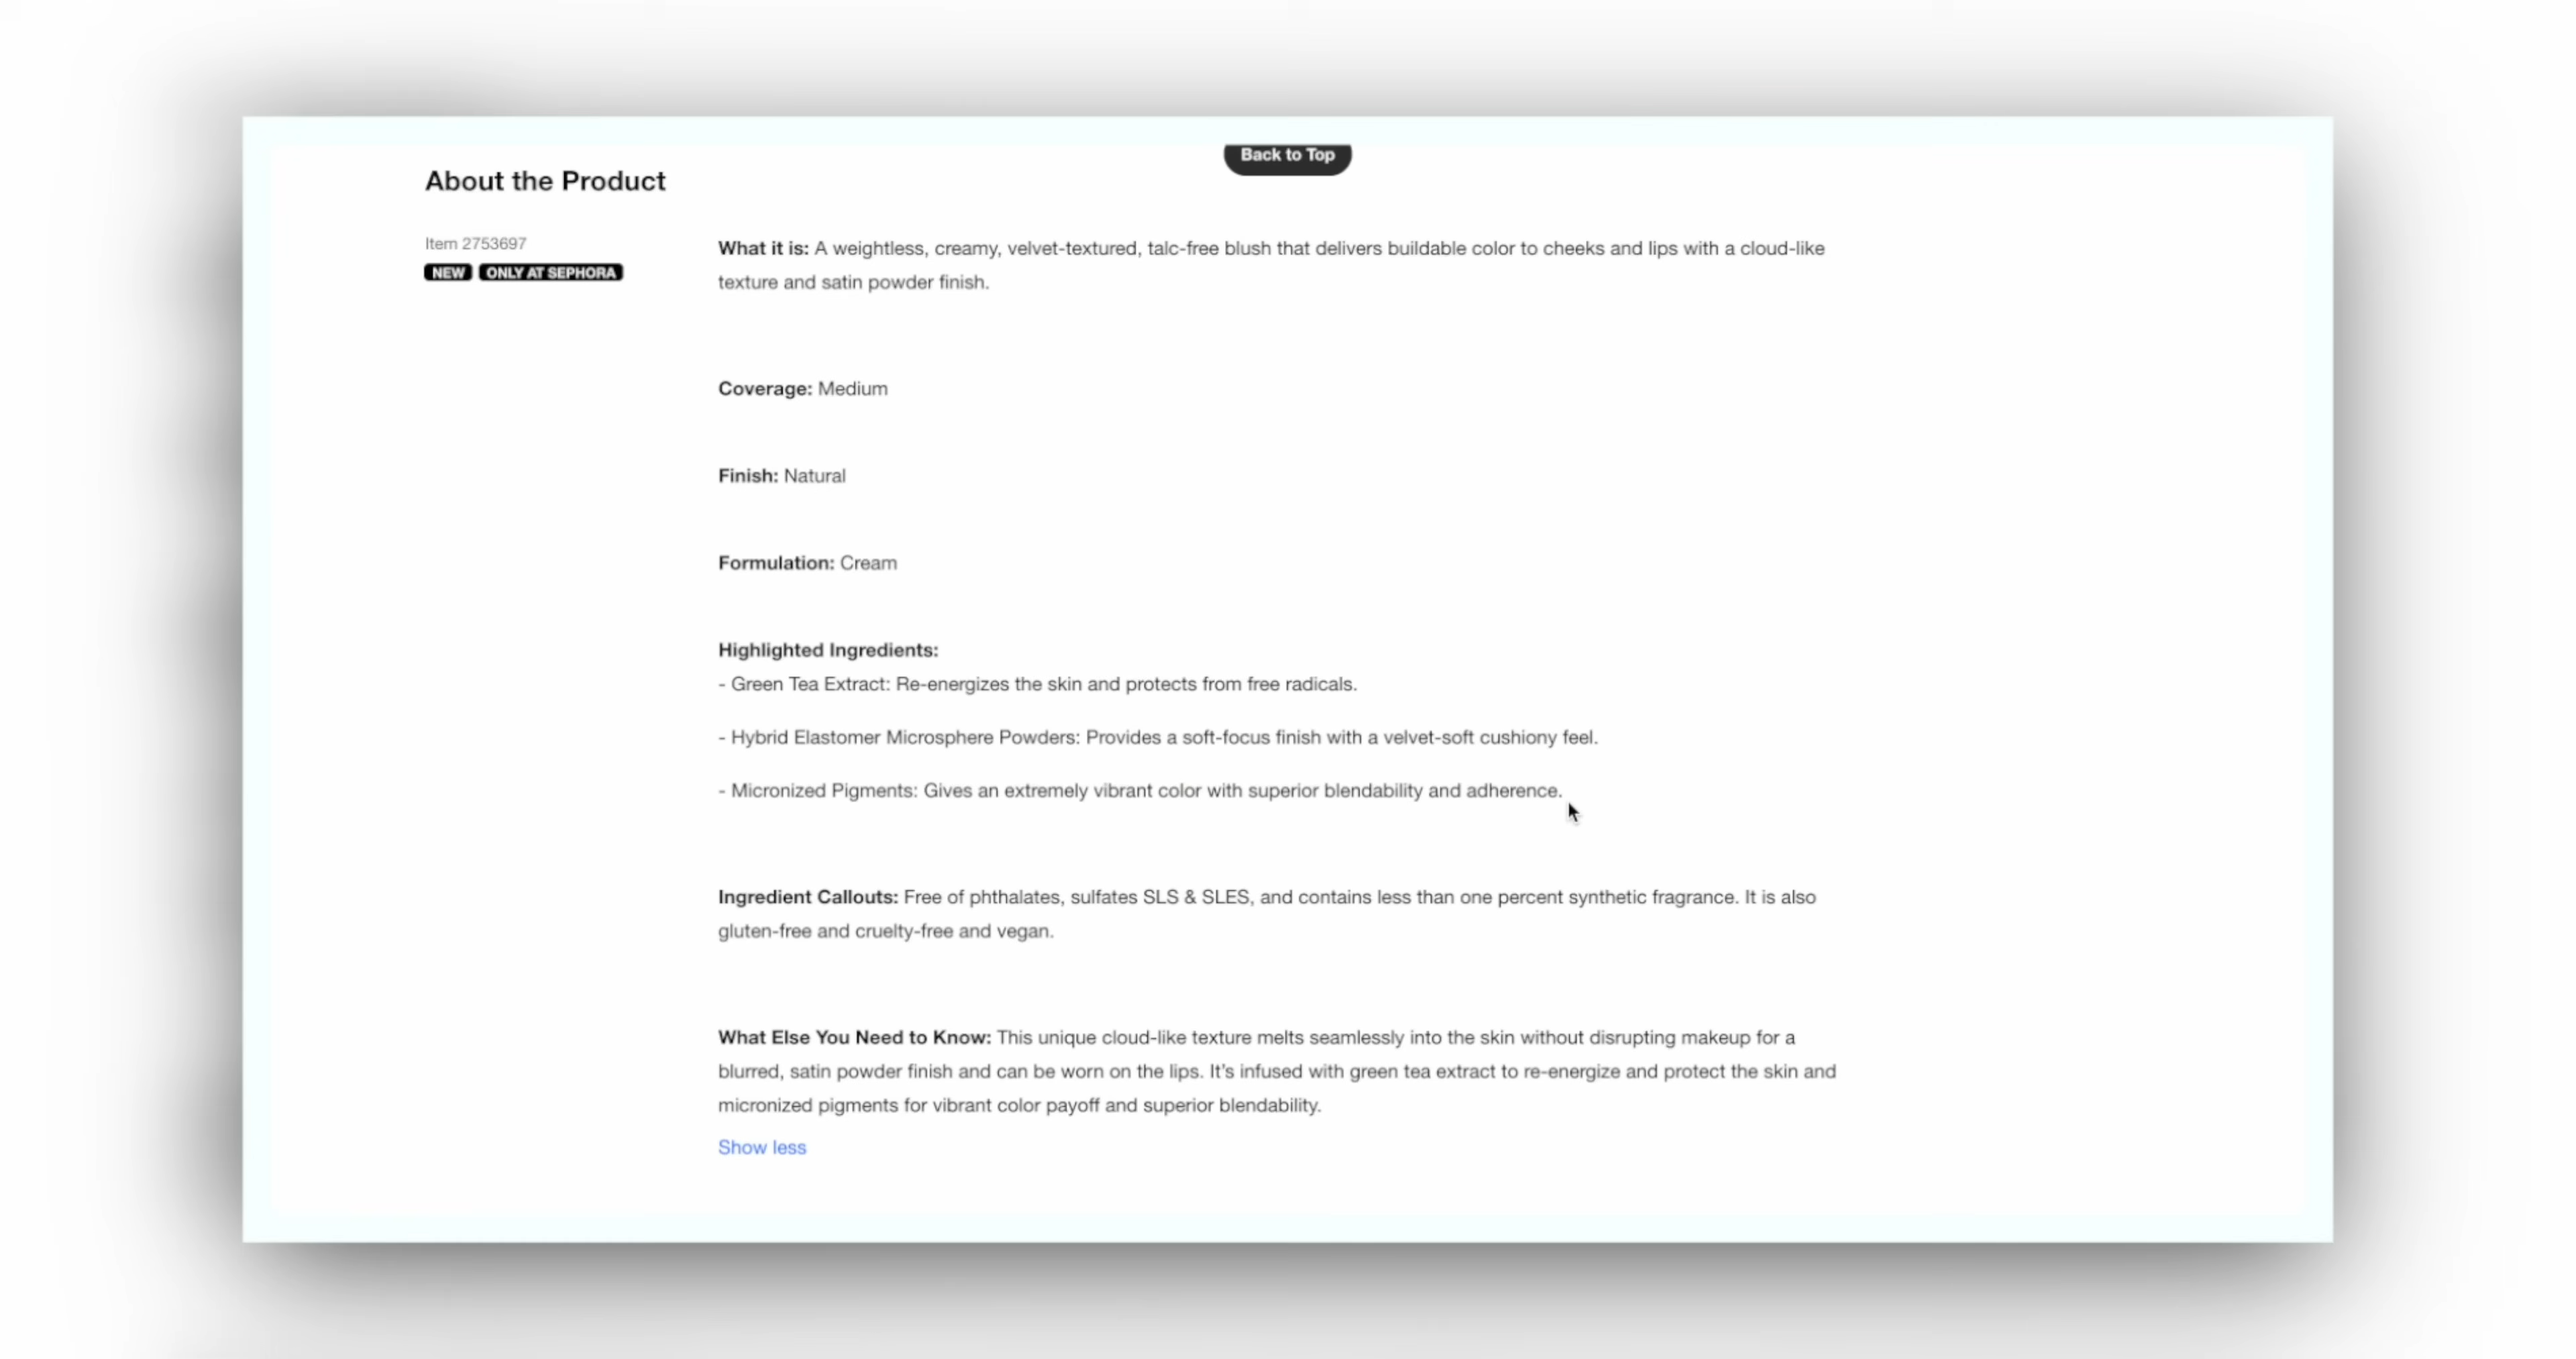 Back to Top
About the Product
Item 2753697
NEW ONLY AT SEPHORA
What it is: A weightless, creamy, velvet-textured, talc-free blush that delivers buildable color to cheeks and lips with a cloud-like
texture and satin powder finish.
Coverage: Medium
Finish: Natural
Formulation: Cream
Highlighted Ingredients:
- Green Tea Extract: Re-energizes the skin and protects from free radicals.
- Hybrid Elastomer Microsphere Powders: Provides a soft-focus finish with a velvet-soft cushiony feel.
- Micronized Pigments: Gives an extremely vibrant color with superior blendability and adherence.
Ingredient Callouts: Free of phthalates, sulfates SLS & SLES, and contains less than one percent synthetic fragrance. It is also
gluten-free and cruelty-free and vegan.
What Else You Need to Know: This unique cloud-like texture melts seamlessly into the skin without disrupting makeup for a
blurred, satin powder finish and can be worn on the lips. It’s infused with green tea extract to re-energize and protect the skin and
micronized pigments for vibrant color payoff and superior blendability.
Show less